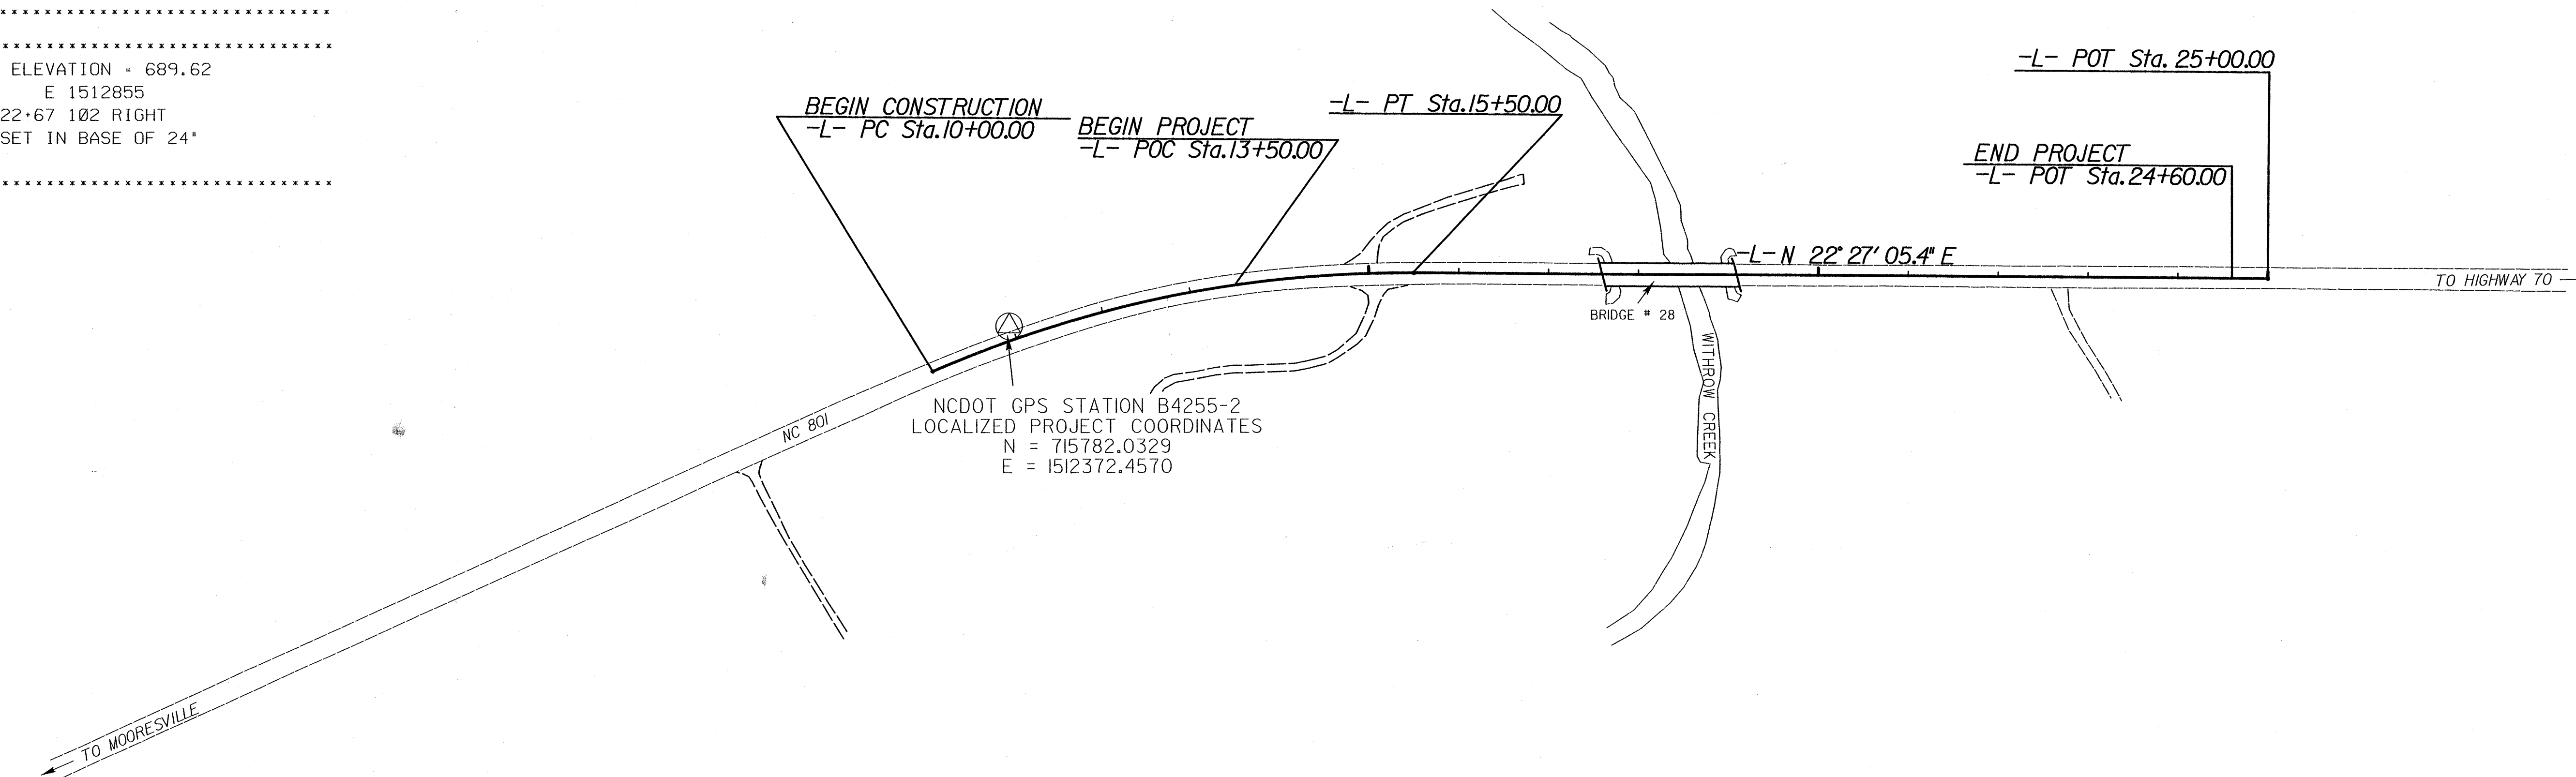 * * * * * * * * * * * * * * * * * * * * * * * * * * * * * *
* * * * * * * * * * * * * * * * * * * * * * * * * * * * * *
ELEVATION = 689.62
E 1512855
22+67 102 RIGHT
SET IN BASE OF 24"
* * * * * * * * * * * * * * * * * * * * * * * * * * * * * *
BEGIN CONSTRUCTION
-L- PC Sta.10+00.00
BEGIN PROJECT
-L- POC Sta.13+50.00
-L- PT Sta.15+50.00
-L- POT Sta.25+00.00
END PROJECT
-L- POT Sta.24+60.00
-L- N 22° 27' 05.4" E
TO HIGHWAY 70
BRIDGE # 28
WITHROW CREEK
NCDOT GPS STATION B4255-2
LOCALIZED PROJECT COORDINATES
N = 715782.0329
E = 1512372.4570
NC 801
TO MOORESVILLE